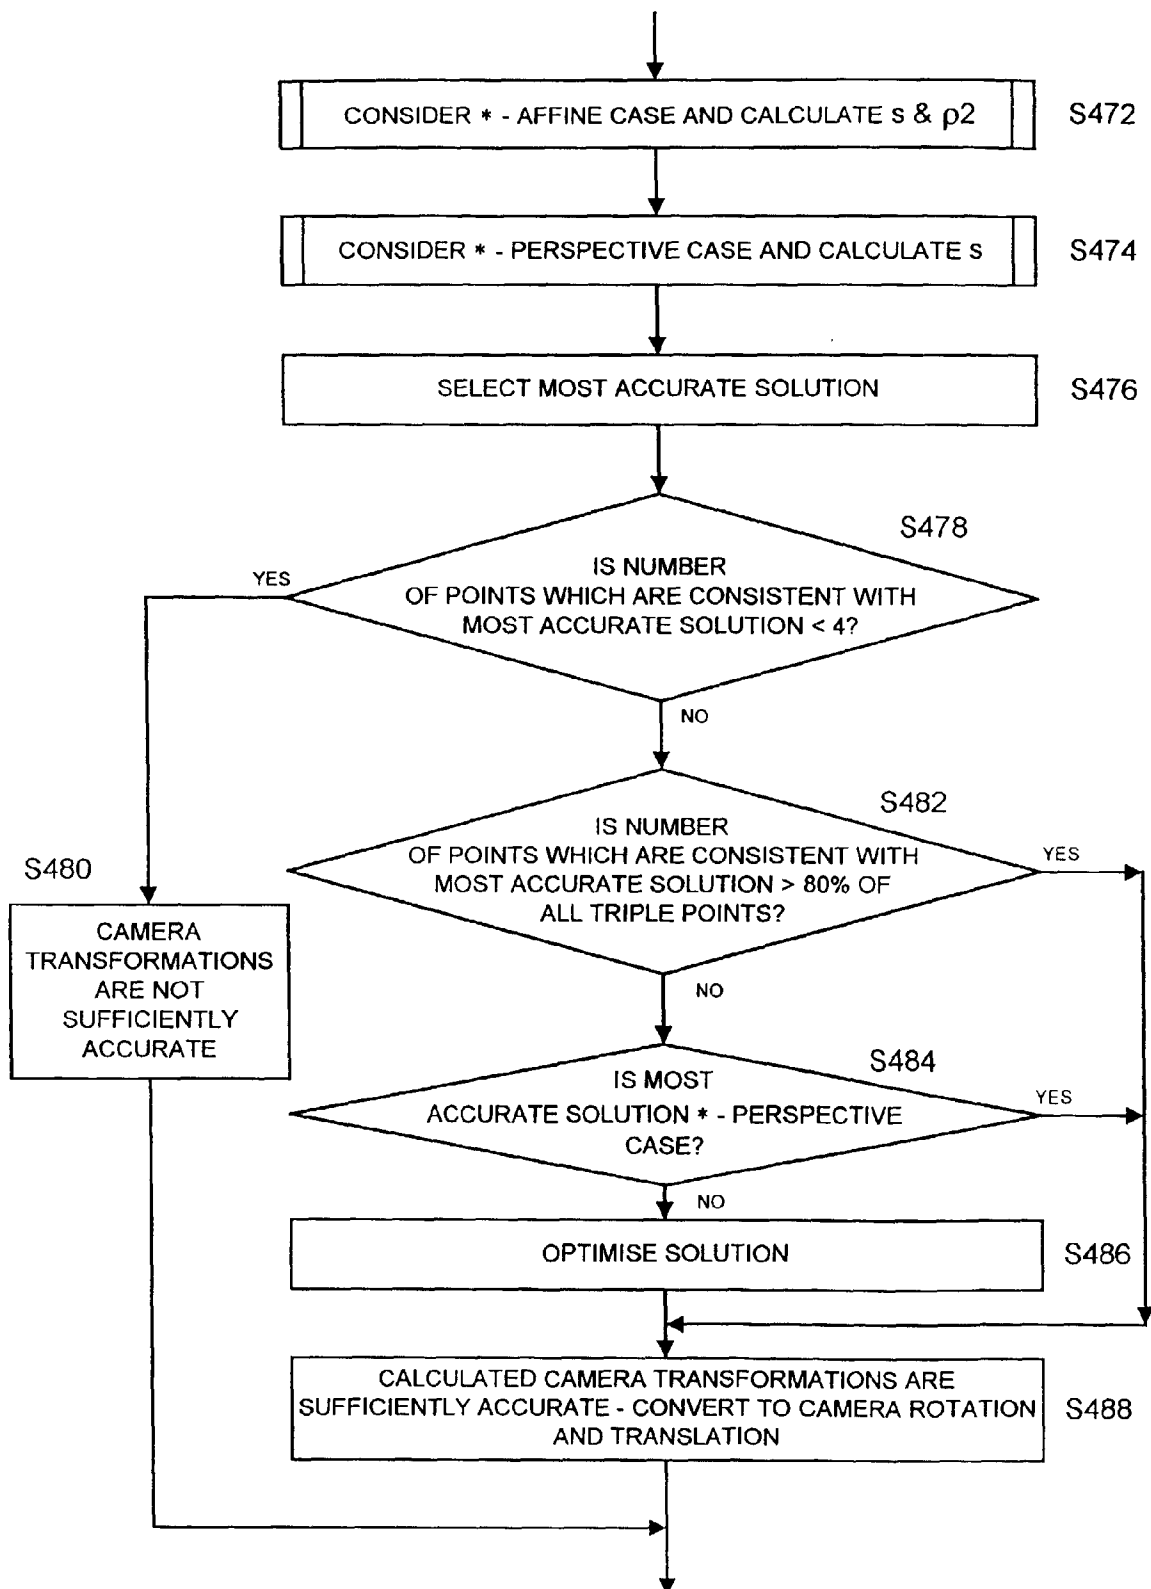 CONSIDER * - AFFINE CASE AND CALCULATE s & ρ2
S472
CONSIDER * - PERSPECTIVE CASE AND CALCULATE s
S474
SELECT MOST ACCURATE SOLUTION
S476
S478
IS NUMBER
OF POINTS WHICH ARE CONSISTENT WITH
MOST ACCURATE SOLUTION < 4?
YES
NO
S482
IS NUMBER
OF POINTS WHICH ARE CONSISTENT WITH
MOST ACCURATE SOLUTION > 80% OF
ALL TRIPLE POINTS?
YES
NO
S480
CAMERA
TRANSFORMATIONS
ARE NOT
SUFFICIENTLY
ACCURATE
S484
IS MOST
ACCURATE SOLUTION * - PERSPECTIVE
CASE?
YES
NO
OPTIMISE SOLUTION
S486
CALCULATED CAMERA TRANSFORMATIONS ARE
SUFFICIENTLY ACCURATE - CONVERT TO CAMERA ROTATION
AND TRANSLATION
S488